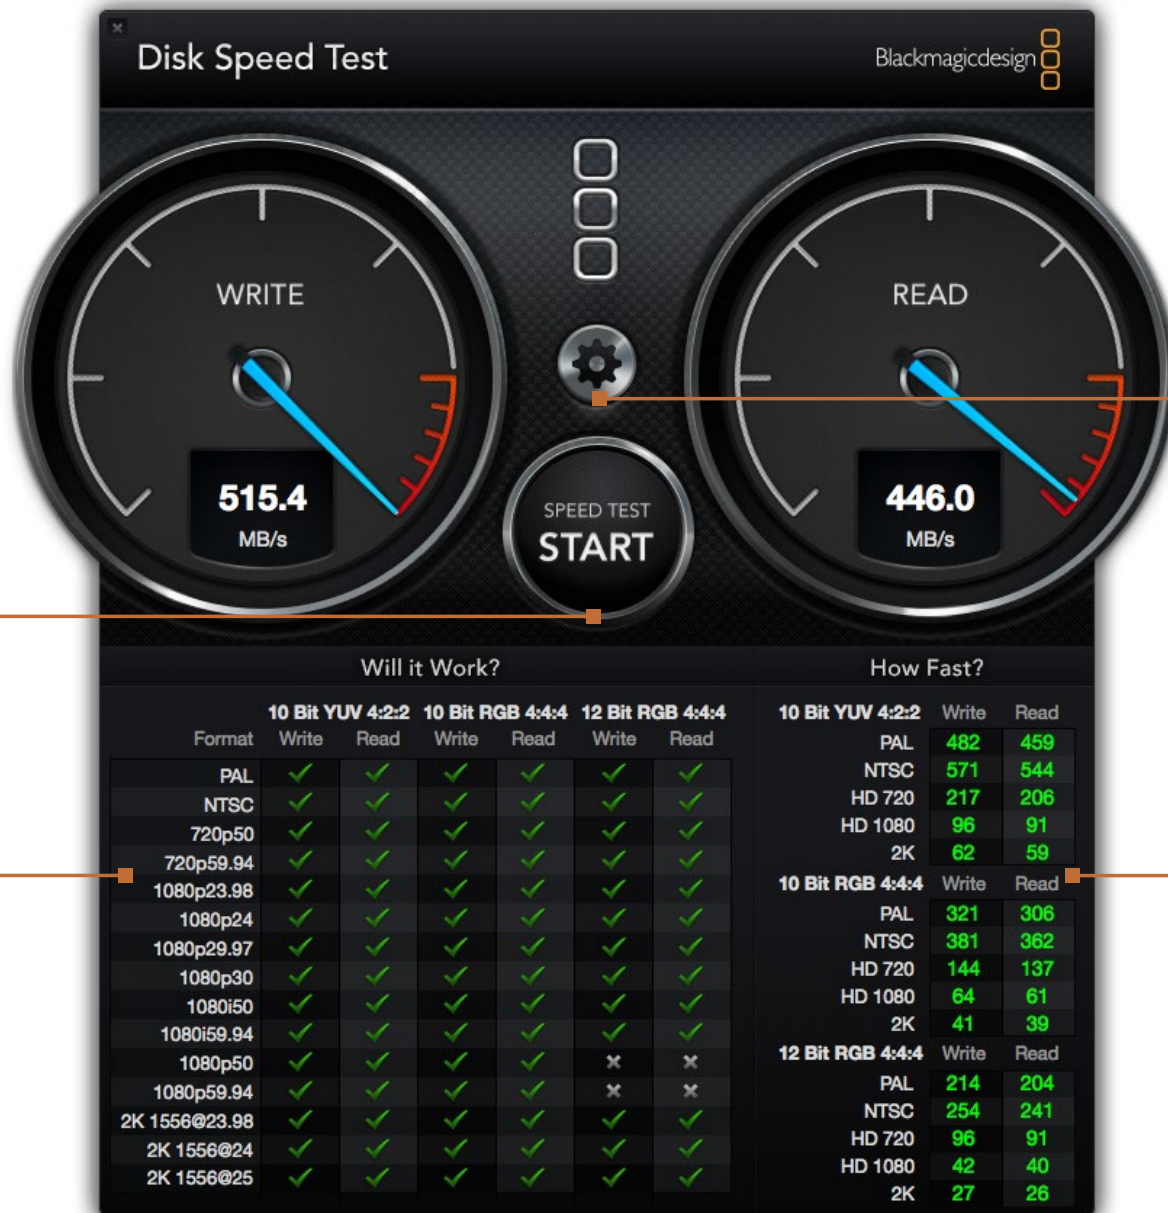 Disk Speed Test
Blackmagicdesign
WRITE
515.4
MB/s
READ
446.0
MB/s
SPEED TEST
START
Will it Work?
10 Bit YUV 4:2:2 10 Bit RGB 4:4:4 12 Bit RGB 4:4:4
Format Write Read Write Read Write Read
PAL ✓ ✓ ✓ ✓ ✓ ✓
NTSC ✓ ✓ ✓ ✓ ✓ ✓
720p50 ✓ ✓ ✓ ✓ ✓ ✓
720p59.94 ✓ ✓ ✓ ✓ ✓ ✓
1080p23.98 ✓ ✓ ✓ ✓ ✓ ✓
1080p24 ✓ ✓ ✓ ✓ ✓ ✓
1080p29.97 ✓ ✓ ✓ ✓ ✓ ✓
1080p30 ✓ ✓ ✓ ✓ ✓ ✓
1080i50 ✓ ✓ ✓ ✓ ✓ ✓
1080i59.94 ✓ ✓ ✓ ✓ ✓ ✓
1080p50 ✓ ✓ ✓ ✓ ✗ ✗
1080p59.94 ✓ ✓ ✓ ✓ ✗ ✗
2K 1556@23.98 ✓ ✓ ✓ ✓ ✓ ✓
2K 1556@24 ✓ ✓ ✓ ✓ ✓ ✓
2K 1556@25 ✓ ✓ ✓ ✓ ✓ ✓
How Fast?
10 Bit YUV 4:2:2 Write Read
PAL 482 459
NTSC 571 544
HD 720 217 206
HD 1080 96 91
2K 62 59
10 Bit RGB 4:4:4 Write Read
PAL 321 306
NTSC 381 362
HD 720 144 137
HD 1080 64 61
2K 41 39
12 Bit RGB 4:4:4 Write Read
PAL 214 204
NTSC 254 241
HD 720 96 91
HD 1080 42 40
2K 27 26